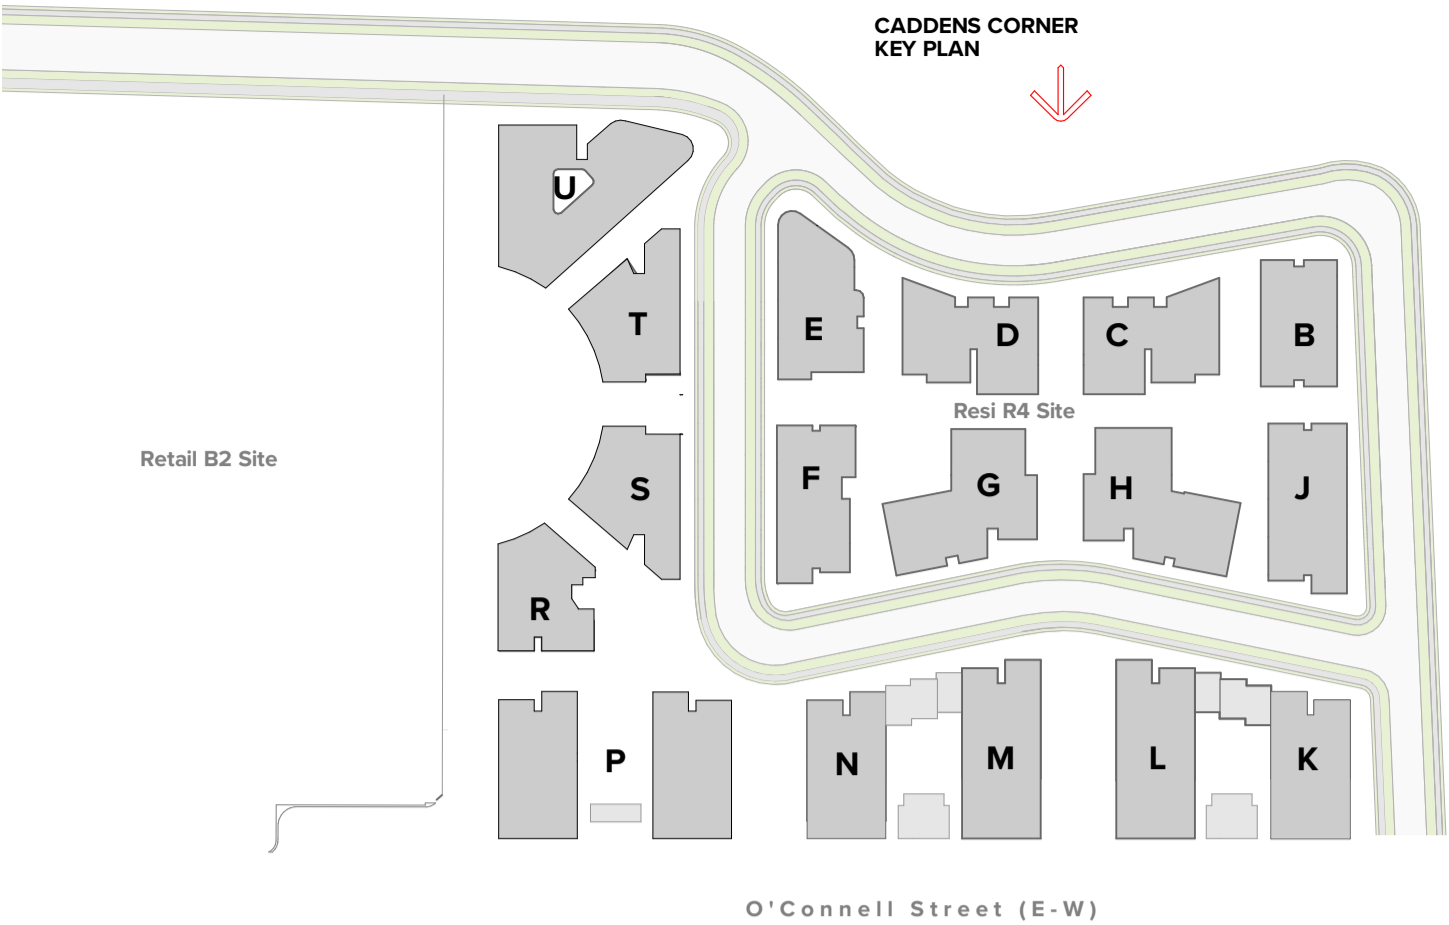 CADDENS CORNER
KEY PLAN
U
T
E
D
C
B
Resi R4 Site
Retail B2 Site
S
F
G
H
J
R
P
N
M
L
K
O'Connell Street (E-W)